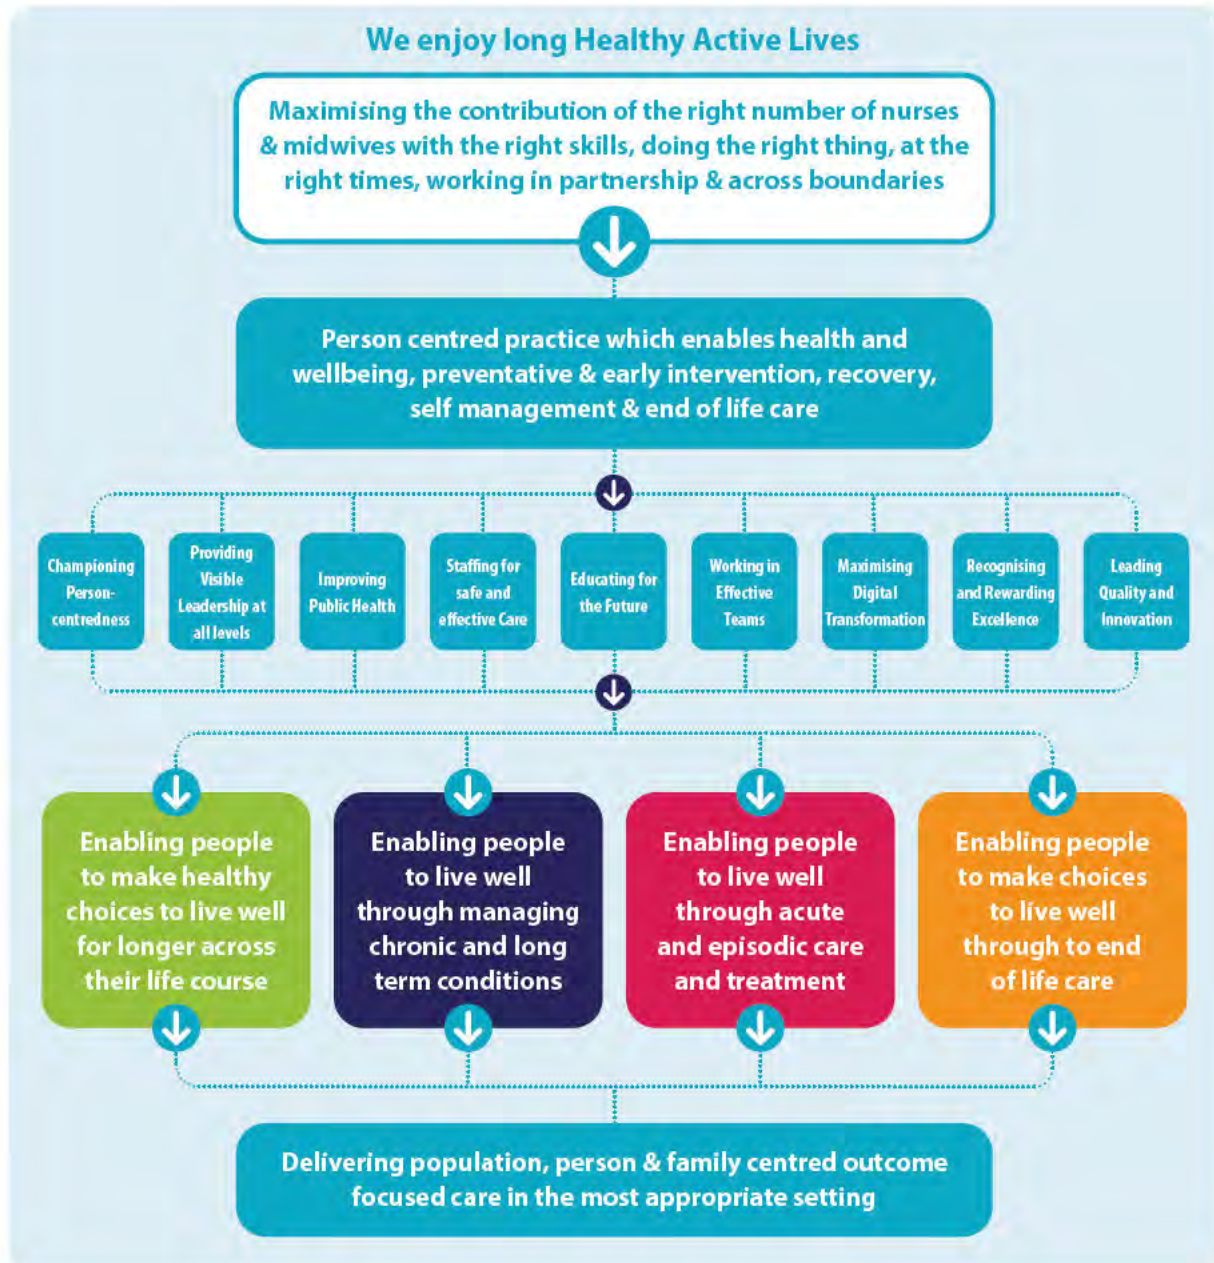 We enjoy long Healthy Active Lives
Maximising the contribution of the right number of nurses
& midwives with the right skills, doing the right thing, at the
right times, working in partnership & across boundaries
Person centred practice which enables health and
wellbeing, preventative & early intervention, recovery,
self management & end of life care
Championing
Person-
centredness
Providing
Visible
Leadership at
all levels
Improving
Public Health
Staffing for
safe and
effective Care
Educating for
the Future
Working in
Effective
Teams
Maximising
Digital
Transformation
Recognising
and Rewarding
Excellence
Leading
Quality and
Innovation
Enabling people
to make healthy
choices to live well
for longer across
their life course
Enabling people
to live well
through managing
chronic and long
term conditions
Enabling people
to live well
through acute
and episodic care
and treatment
Enabling people
to make choices
to live well
through to end
of life care
Delivering population, person & family centred outcome
focused care in the most appropriate setting